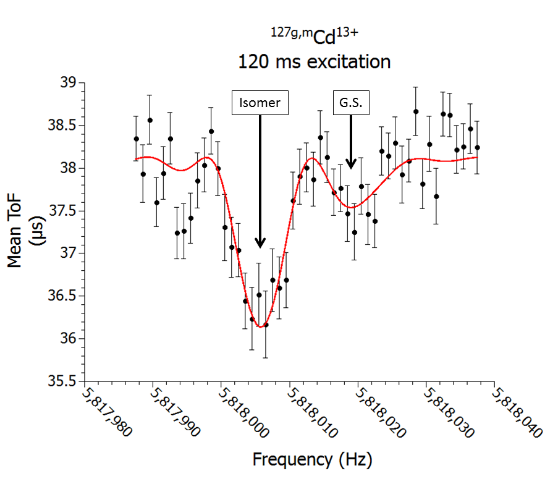 127g,mCd13+
120 ms excitation
Isomer
G.S.
39
38.5
38
37.5
37
36.5
36
35.5
Mean ToF
(µs)
5,817,980
5,817,990
5,818,000
5,818,010
5,818,020
5,818,030
5,818,040
Frequency (Hz)